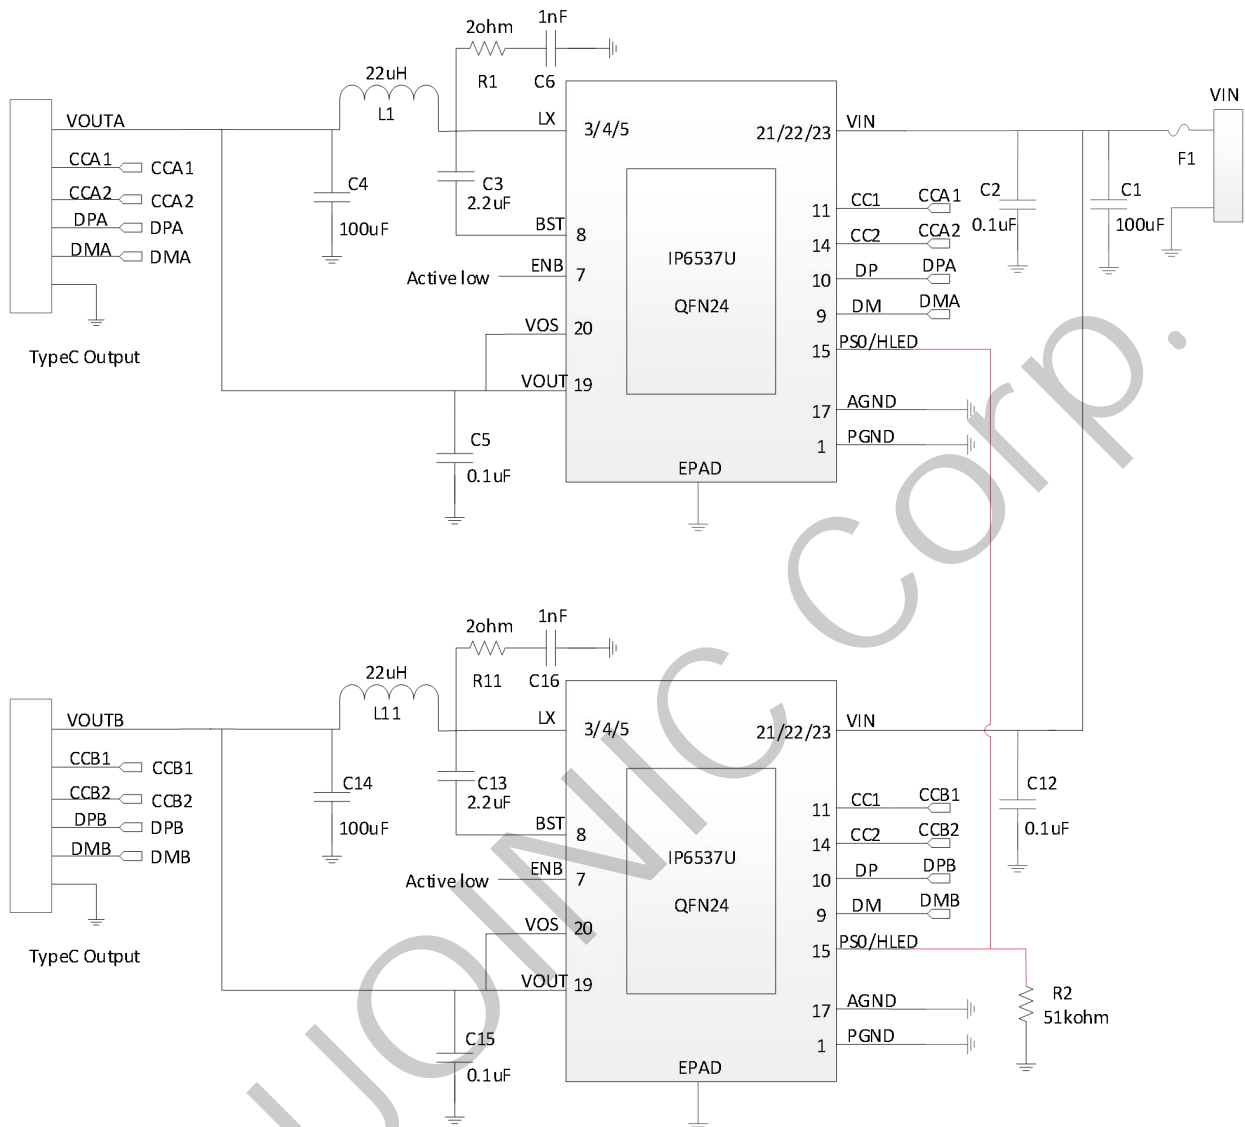 1nF
2ohm
R1
C6
22uH
L1
VIN
VOUTA
LX
3/4/5
21/22/23
VIN
F1
CCA1
CCA1
CCA2
CCA2
DPA
DPA
DMA
DMA
C4
100uF
C3
2.2uF
BST
8
ENB
7
Active low
VOS
20
VOUT
19
IP6537U
QFN24
11
CC1
CCA1
14
CC2
CCA2
10
DP
DPA
9
DM
DMA
15
PS0/HLED
17
AGND
1
PGND
C2
0.1uF
C1
100uF
TypeC Output
C5
0.1uF
EPAD
1nF
2ohm
R11
C16
22uH
L11
VOUTB
LX
3/4/5
21/22/23
VIN
CCB1
CCB1
CCB2
CCB2
DPB
DPB
DMB
DMB
C14
100uF
C13
2.2uF
BST
8
ENB
7
Active low
VOS
20
VOUT
19
IP6537U
QFN24
11
CC1
CCB1
14
CC2
CCB2
10
DP
DPB
9
DM
DMB
15
PS0/HLED
17
AGND
1
PGND
C12
0.1uF
R2
51kohm
TypeC Output
C15
0.1uF
EPAD
Corp.